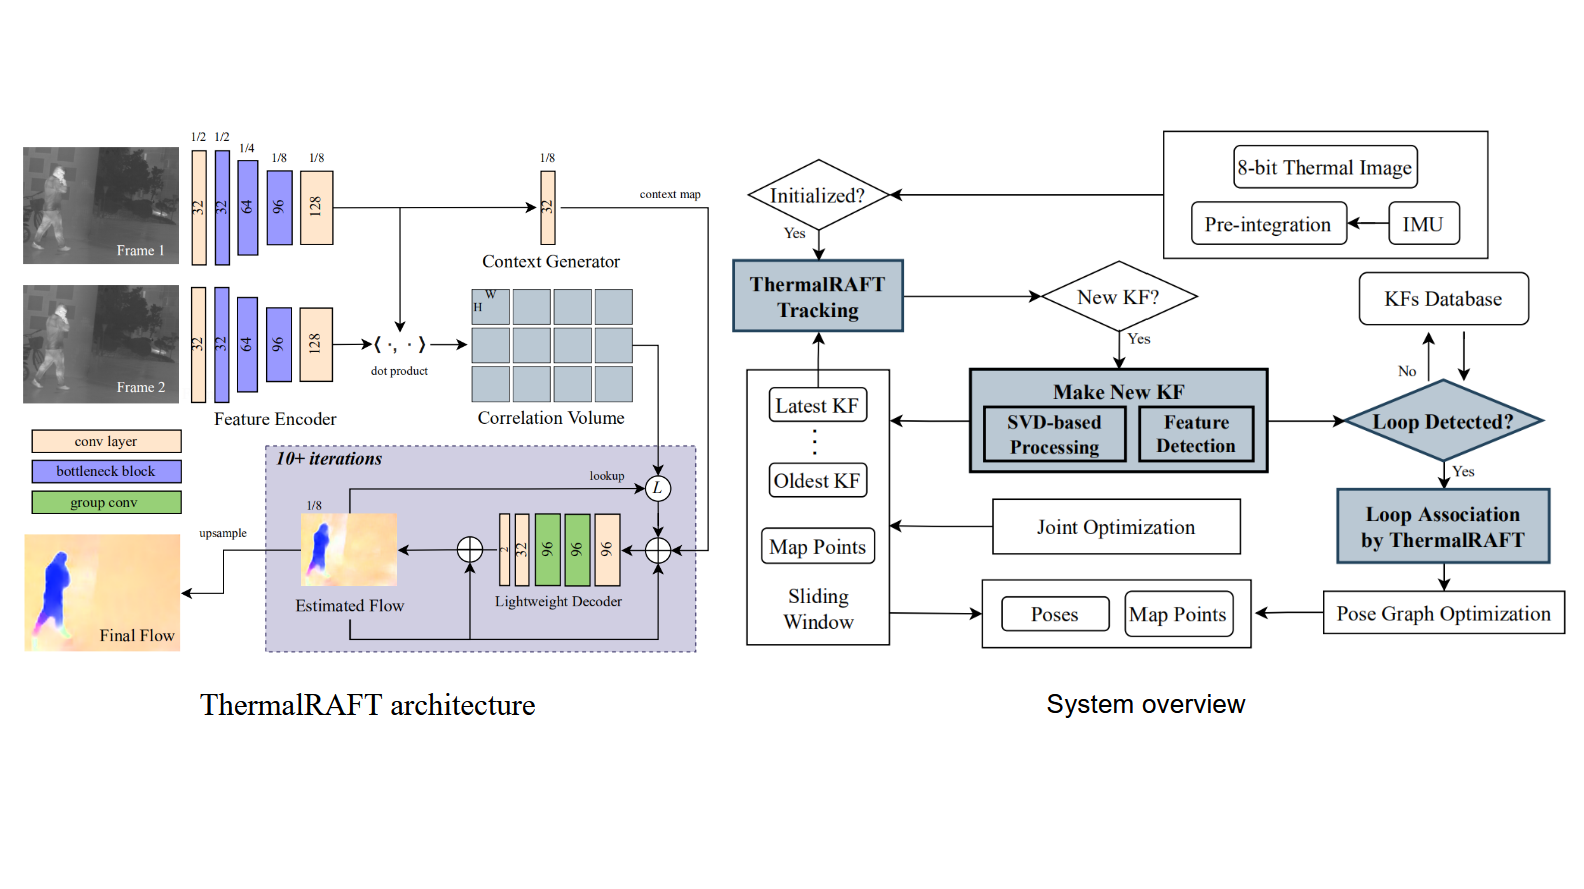 1/2 1/2
1/4
1/8
1/8
32
32
64
96
128
Frame 1
1/8
32
context map
Context Generator
32
32
64
96
128
Frame 2
Feature Encoder
⟨ ·, · ⟩
dot product
W
H
Correlation Volume
conv layer
bottleneck block
group conv
10+ iterations
lookup
L
1/8
2
32
96
96
96
Estimated Flow
Lightweight Decoder
upsample
Final Flow
ThermalRAFT architecture
8-bit Thermal Image
Pre-integration
IMU
Initialized?
Yes
ThermalRAFT
Tracking
New KF?
Yes
KFs Database
No
Make New KF
SVD-based
Processing
Feature
Detection
Loop Detected?
Yes
Latest KF
Oldest KF
Map Points
Sliding
Window
Joint Optimization
Loop Association
by ThermalRAFT
Poses
Map Points
Pose Graph Optimization
System overview